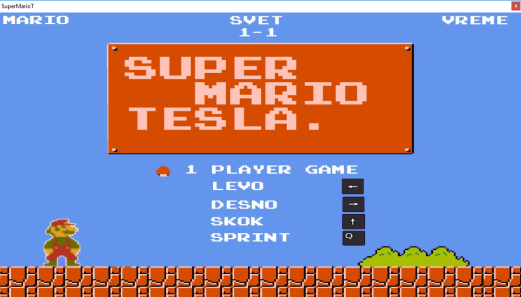 SuperMarioT
MARIO SVET VREME
1-1
SUPER
MARIO
TESLA.
1 PLAYER GAME
LEVO ←
DESNO →
SKOK ↑
SPRINT Q